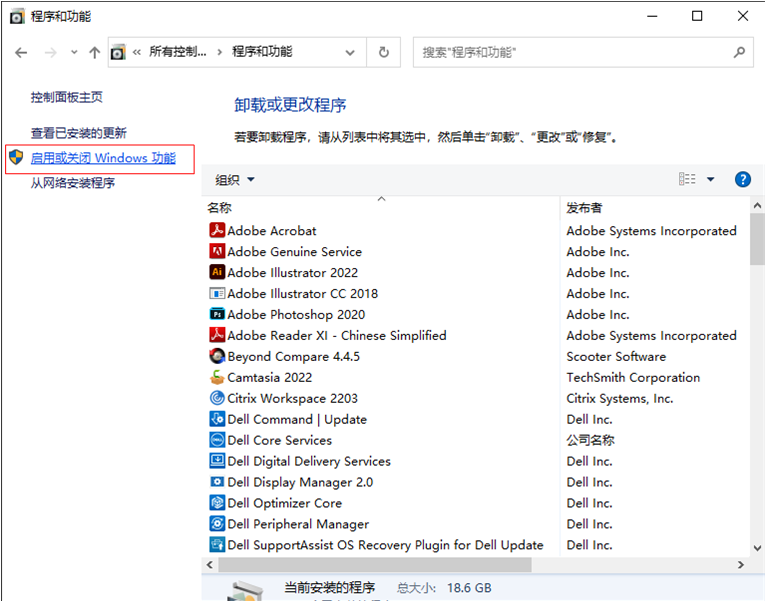 程序和功能
« 所有控制... › 程序和功能
搜索"程序和功能"
控制面板主页
查看已安装的更新
启用或关闭 Windows 功能
从网络安装程序
卸载或更改程序
若要卸载程序，请从列表中将其选中，然后单击“卸载”、“更改”或“修复”。
组织
名称 发布者
Adobe Acrobat Adobe Systems Incorporated
Adobe Genuine Service Adobe Inc.
Adobe Illustrator 2022 Adobe Inc.
Adobe Illustrator CC 2018 Adobe Inc.
Adobe Photoshop 2020 Adobe Inc.
Adobe Reader XI - Chinese Simplified Adobe Systems Incorporated
Beyond Compare 4.4.5 Scooter Software
Camtasia 2022 TechSmith Corporation
Citrix Workspace 2203 Citrix Systems, Inc.
Dell Command | Update Dell Inc.
Dell Core Services 公司名称
Dell Digital Delivery Services Dell Inc.
Dell Display Manager 2.0 Dell Inc.
Dell Optimizer Core Dell Inc.
Dell Peripheral Manager Dell Inc.
Dell SupportAssist OS Recovery Plugin for Dell Update Dell Inc.
当前安装的程序 总大小: 18.6 GB